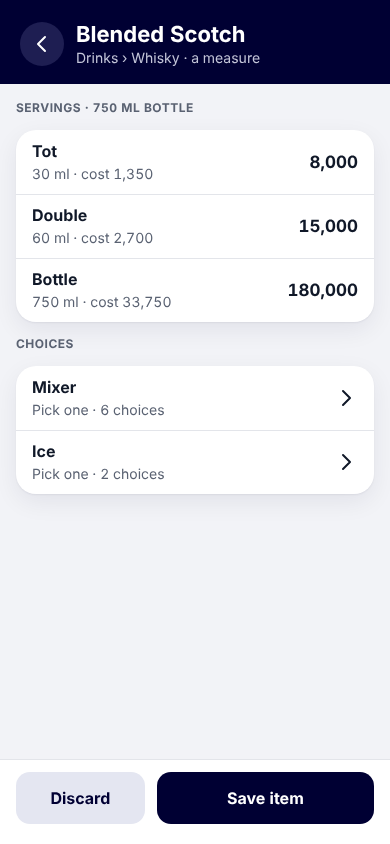 Blended Scotch
Drinks › Whisky · a measure
SERVINGS · 750 ML BOTTLE
Tot
30 ml · cost 1,350
8,000
Double
60 ml · cost 2,700
15,000
Bottle
750 ml · cost 33,750
180,000
CHOICES
Mixer
Pick one · 6 choices
Ice
Pick one · 2 choices
Discard
Save item